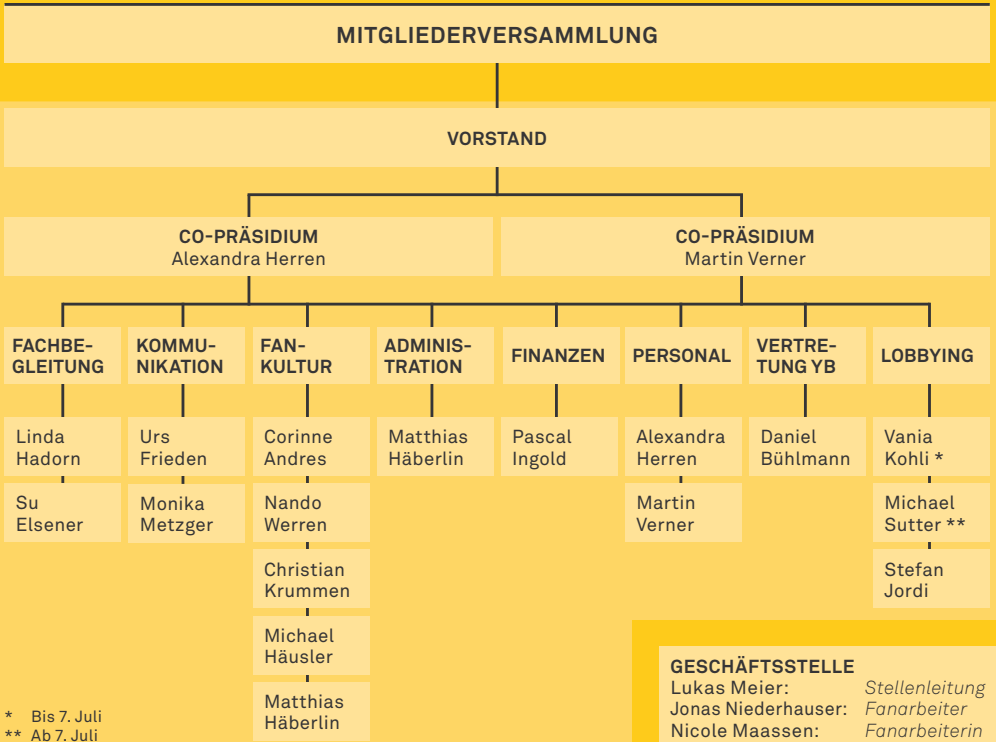 MITGLIEDERVERSAMMLUNG
VORSTAND
CO-PRÄSIDIUM
Alexandra Herren
CO-PRÄSIDIUM
Martin Verner
FACHBE-
GLEITUNG
Linda
Hadorn
Su
Elsener
KOMMU-
NIKATION
Urs
Frieden
Monika
Metzger
FAN-
KULTUR
Corinne
Andres
Nando
Werren
Christian
Krummen
Michael
Häusler
Matthias
Häberlin
ADMINIS-
TRATION
Matthias
Häberlin
FINANZEN
Pascal
Ingold
PERSONAL
Alexandra
Herren
Martin
Verner
VERTRE-
TUNG YB
Daniel
Bühlmann
LOBBYING
Vania
Kohli *
Michael
Sutter **
Stefan
Jordi
* Bis 7. Juli
** Ab 7. Juli
GESCHÄFTSSTELLE
Lukas Meier: Stellenleitung
Jonas Niederhauser: Fanarbeiter
Nicole Maassen: Fanarbeiterin